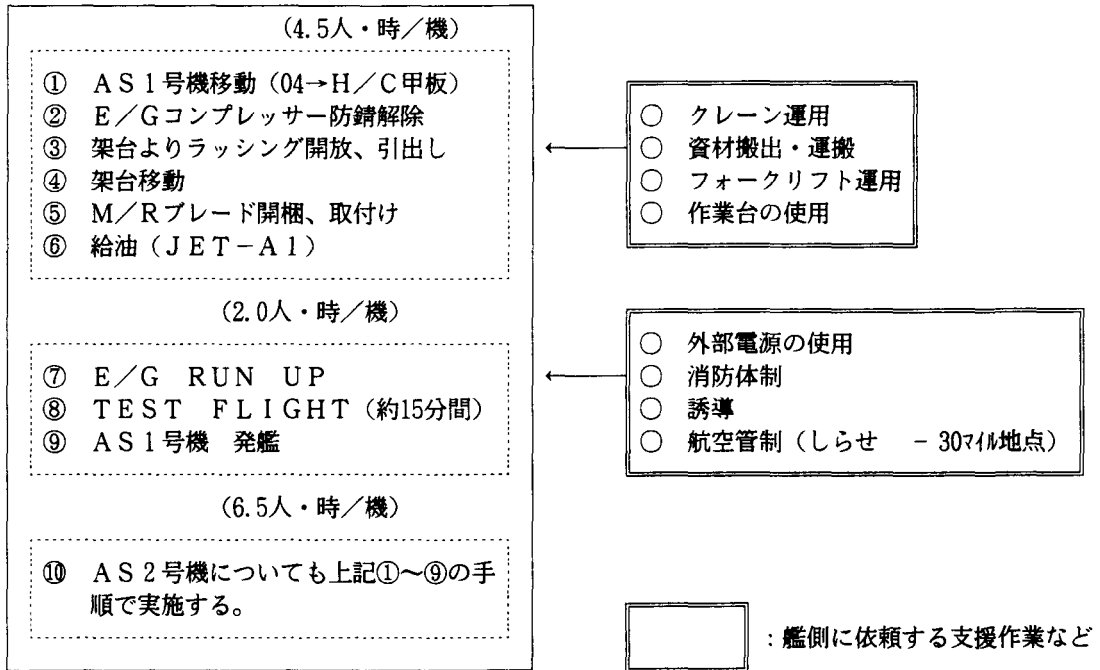 (4.5人・時／機)
① AS1号機移動（04→H／C甲板）
② E／Gコンプレッサー防錆解除
③ 架台よりラッシング開放、引出し
④ 架台移動
⑤ M／Rブレード開梱、取付け
⑥ 給油（JET－A1）
○ クレーン運用
○ 資材搬出・運搬
○ フォークリフト運用
○ 作業台の使用
(2.0人・時／機)
⑦ E／G RUN UP
⑧ TEST FLIGHT（約15分間）
⑨ AS1号機 発艦
○ 外部電源の使用
○ 消防体制
○ 誘導
○ 航空管制（しらせ － 30マイル地点）
(6.5人・時／機)
⑩ AS2号機についても上記①～⑨の手
順で実施する。
：艦側に依頼する支援作業など